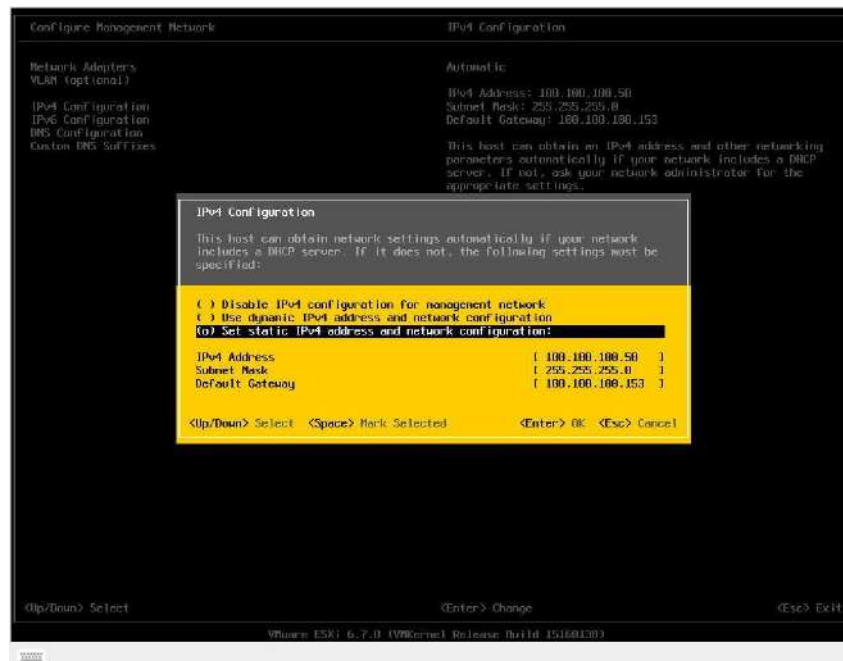 Configure Management Network
IPv4 Configuration
Network Adapters
VLAN (optional)
IPv4 Configuration
IPv6 Configuration
DNS Configuration
Custom DNS Suffixes
Automatic
IPv4 Address: 100.100.100.50
Subnet Mask: 255.255.255.0
Default Gateway: 100.100.100.153
This host can obtain an IPv4 address and other networking
parameters automatically if your network includes a DHCP
server. If not, ask your network administrator for the
appropriate settings.
IPv4 Configuration
This host can obtain network settings automatically if your network
includes a DHCP server. If it does not, the following settings must be
specified:
( ) Disable IPv4 configuration for management network
( ) Use dynamic IPv4 address and network configuration
(o) Set static IPv4 address and network configuration:
IPv4 Address [ 100.100.100.50 ]
Subnet Mask [ 255.255.255.0 ]
Default Gateway [ 100.100.100.153 ]
<Up/Down> Select <Space> Mark Selected <Enter> OK <Esc> Cancel
<Up/Down> Select <Enter> Change <Esc> Exit
VMware ESXi 6.7.0 (VMKernel Release Build 15160138)